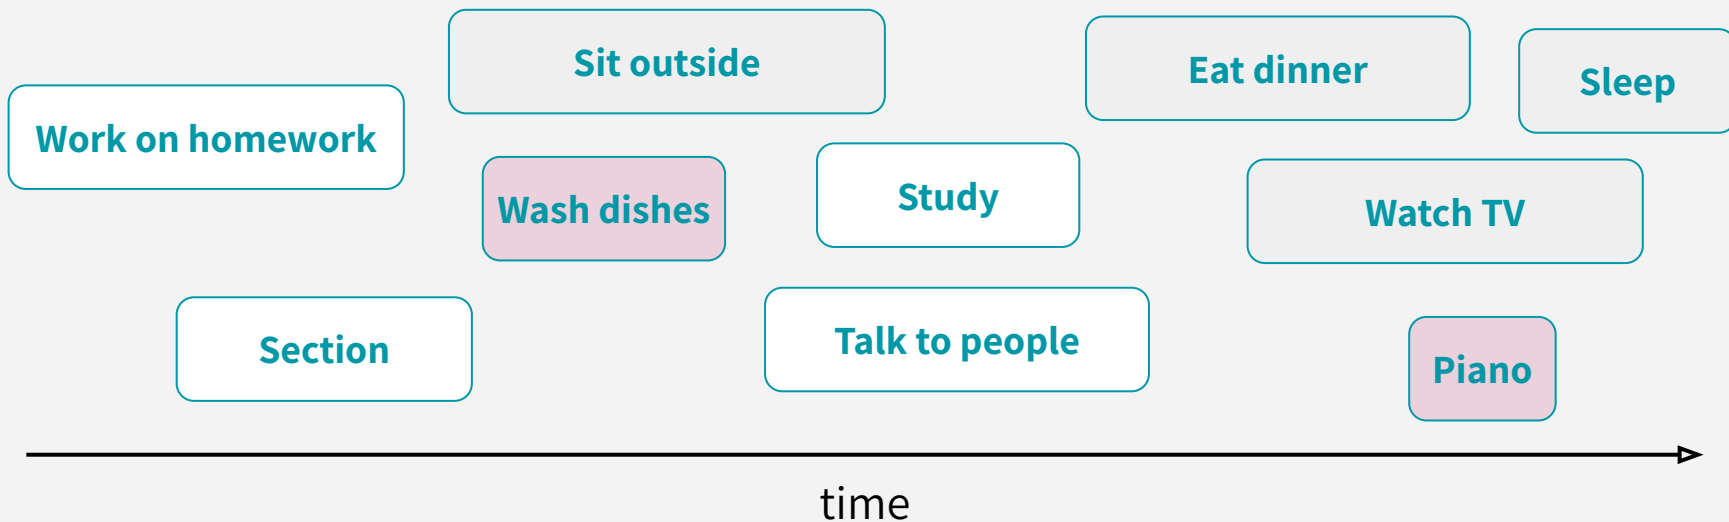 Sit outside
Eat dinner
Sleep
Work on homework
Wash dishes
Study
Watch TV
Section
Talk to people
Piano
time